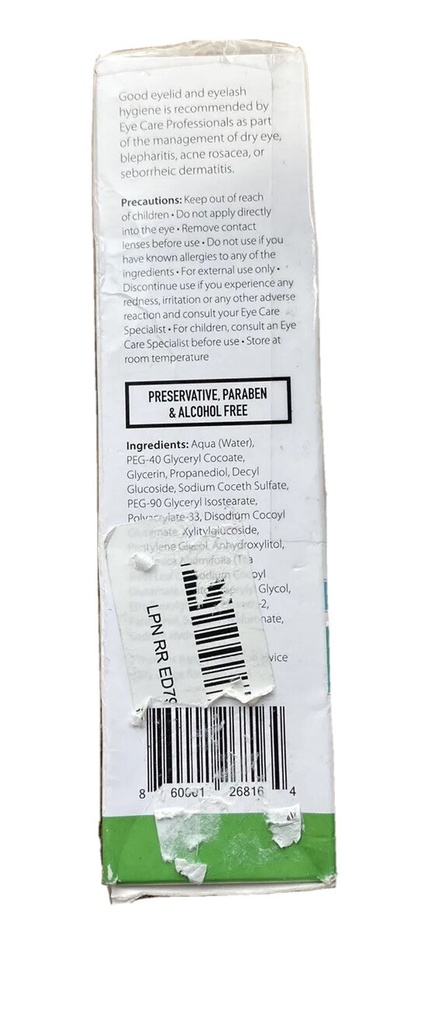 Good eyelid and eyelash
hygiene is recommended by
Eye Care Professionals as part
of the management of dry eye,
blepharitis, acne rosacea, or
seborrheic dermatitis.
Precautions: Keep out of reach
of children • Do not apply directly
into the eye • Remove contact
lenses before use • Do not use if you
have known allergies to any of the
ingredients • For external use only •
Discontinue use if you experience any
redness, irritation or any other adverse
reaction and consult your Eye Care
Specialist • For children, consult an Eye
Care Specialist before use • Store at
room temperature
PRESERVATIVE, PARABEN
& ALCOHOL FREE
Ingredients: Aqua (Water),
PEG-40 Glyceryl Cocoate,
Glycerin, Propanediol, Decyl
Glucoside, Sodium Coceth Sulfate,
PEG-90 Glyceryl Isostearate,
Polyacrylate-33, Disodium Cocoyl
Xylitylglucoside,
Anhydroxylitol,
Glycol,
LPN RR ED79
8 60001 26816 4